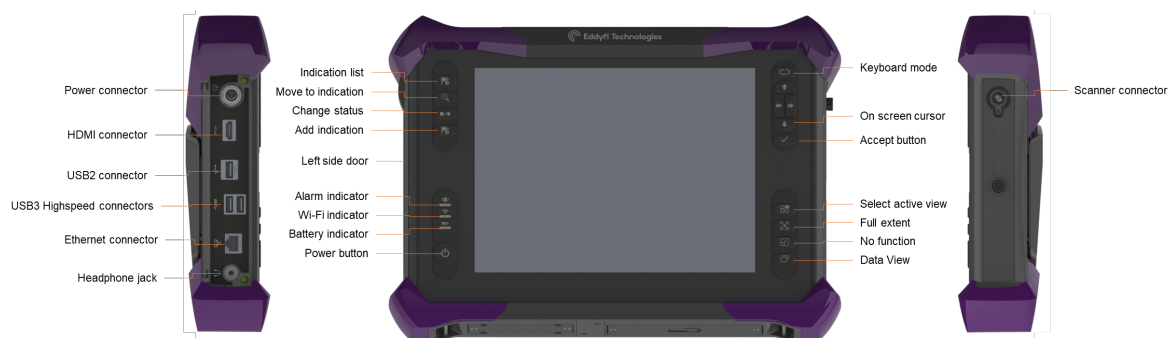 Power connector
HDMI connector
USB2 connector
USB3 Highspeed connectors
Ethernet connector
Headphone jack
Eddyfi Technologies
Indication list
Move to indication
Change status
Add indication
Left side door
Alarm indicator
Wi-Fi indicator
Battery indicator
Power button
Keyboard mode
On screen cursor
Accept button
Select active view
Full extent
No function
Data View
Scanner connector